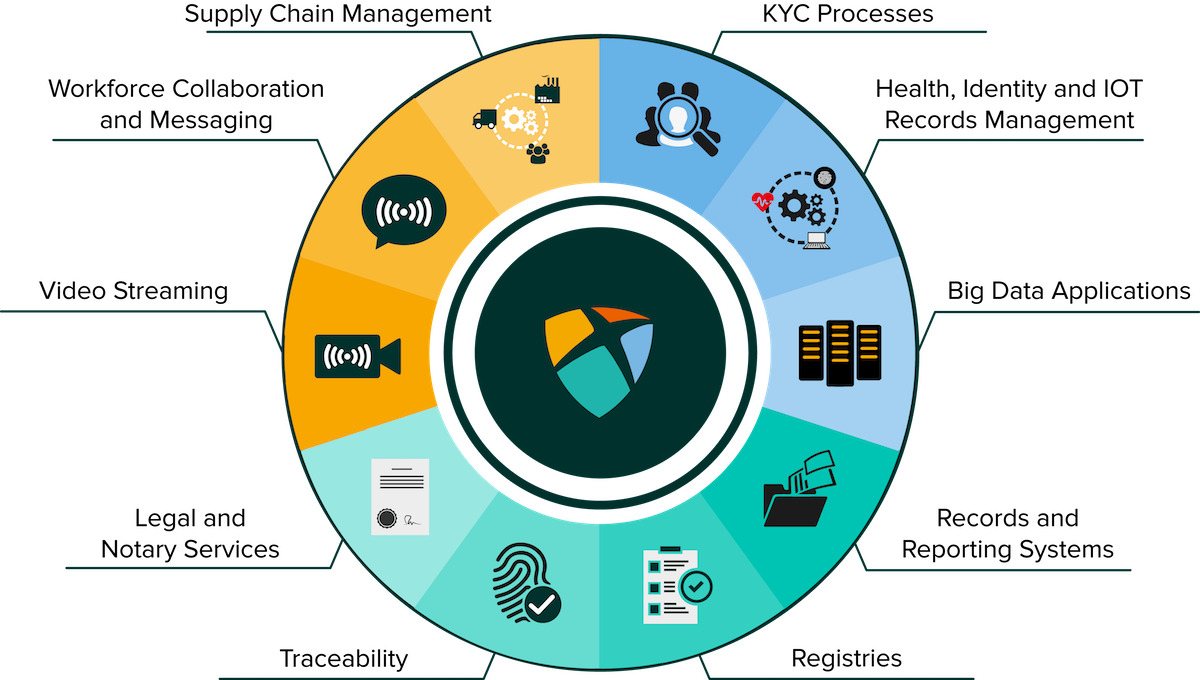 Supply Chain Management
KYC Processes
Workforce Collaboration
and Messaging
Health, Identity and IOT
Records Management
Video Streaming
Big Data Applications
Legal and
Notary Services
Records and
Reporting Systems
Traceability
Registries